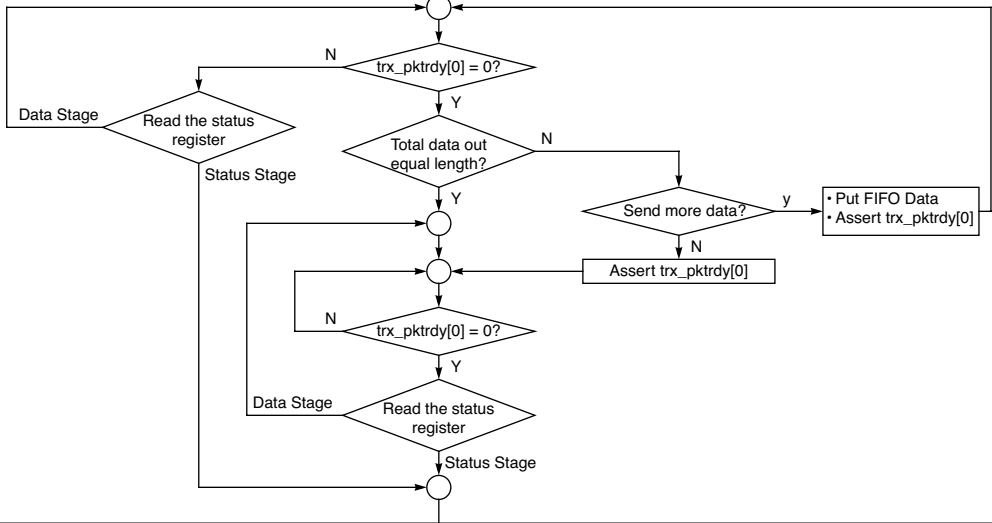 N
trx_pktrdy[0] = 0?
Y
Data Stage
Read the status
register
Total data out
equal length?
N
Status Stage
Y
Send more data?
y
• Put FIFO Data
• Assert trx_pktrdy[0]
N
Assert trx_pktrdy[0]
N
trx_pktrdy[0] = 0?
Y
Data Stage
Read the status
register
Status Stage